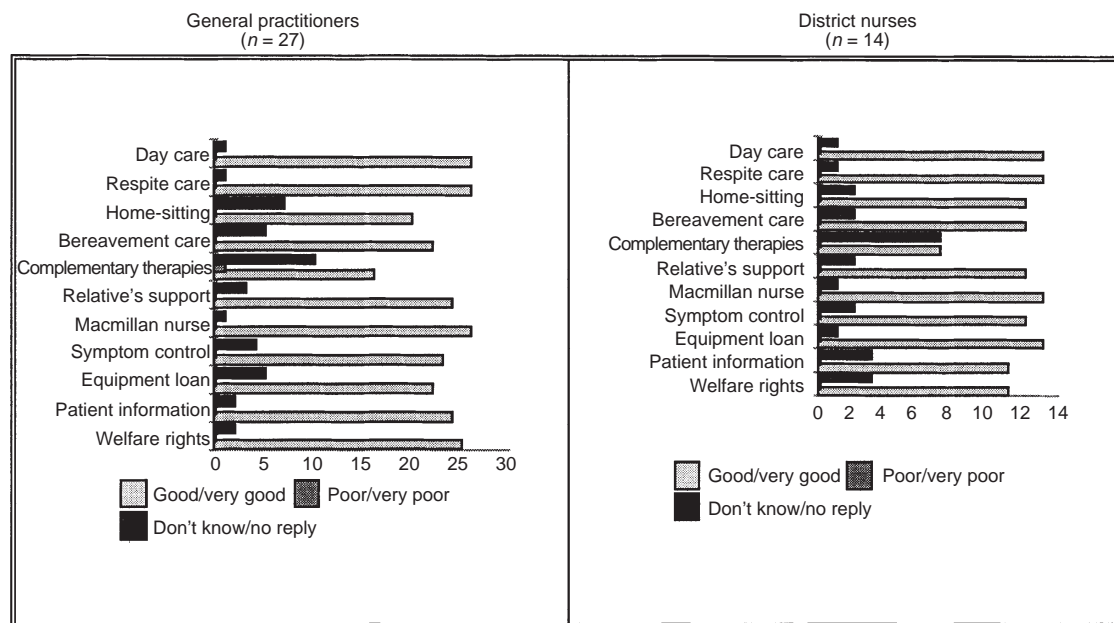 General practitioners
(n = 27)
Day care
Respite care
Home-sitting
Bereavement care
Complementary therapies
Relative's support
Macmillan nurse
Symptom control
Equipment loan
Patient information
Welfare rights
0 5 10 15 20 25 30
Good/very good Poor/very poor
Don't know/no reply
District nurses
(n = 14)
Day care
Respite care
Home-sitting
Bereavement care
Complementary therapies
Relative's support
Macmillan nurse
Symptom control
Equipment loan
Patient information
Welfare rights
0 2 4 6 8 10 12 14
Good/very good Poor/very poor
Don't know/no reply